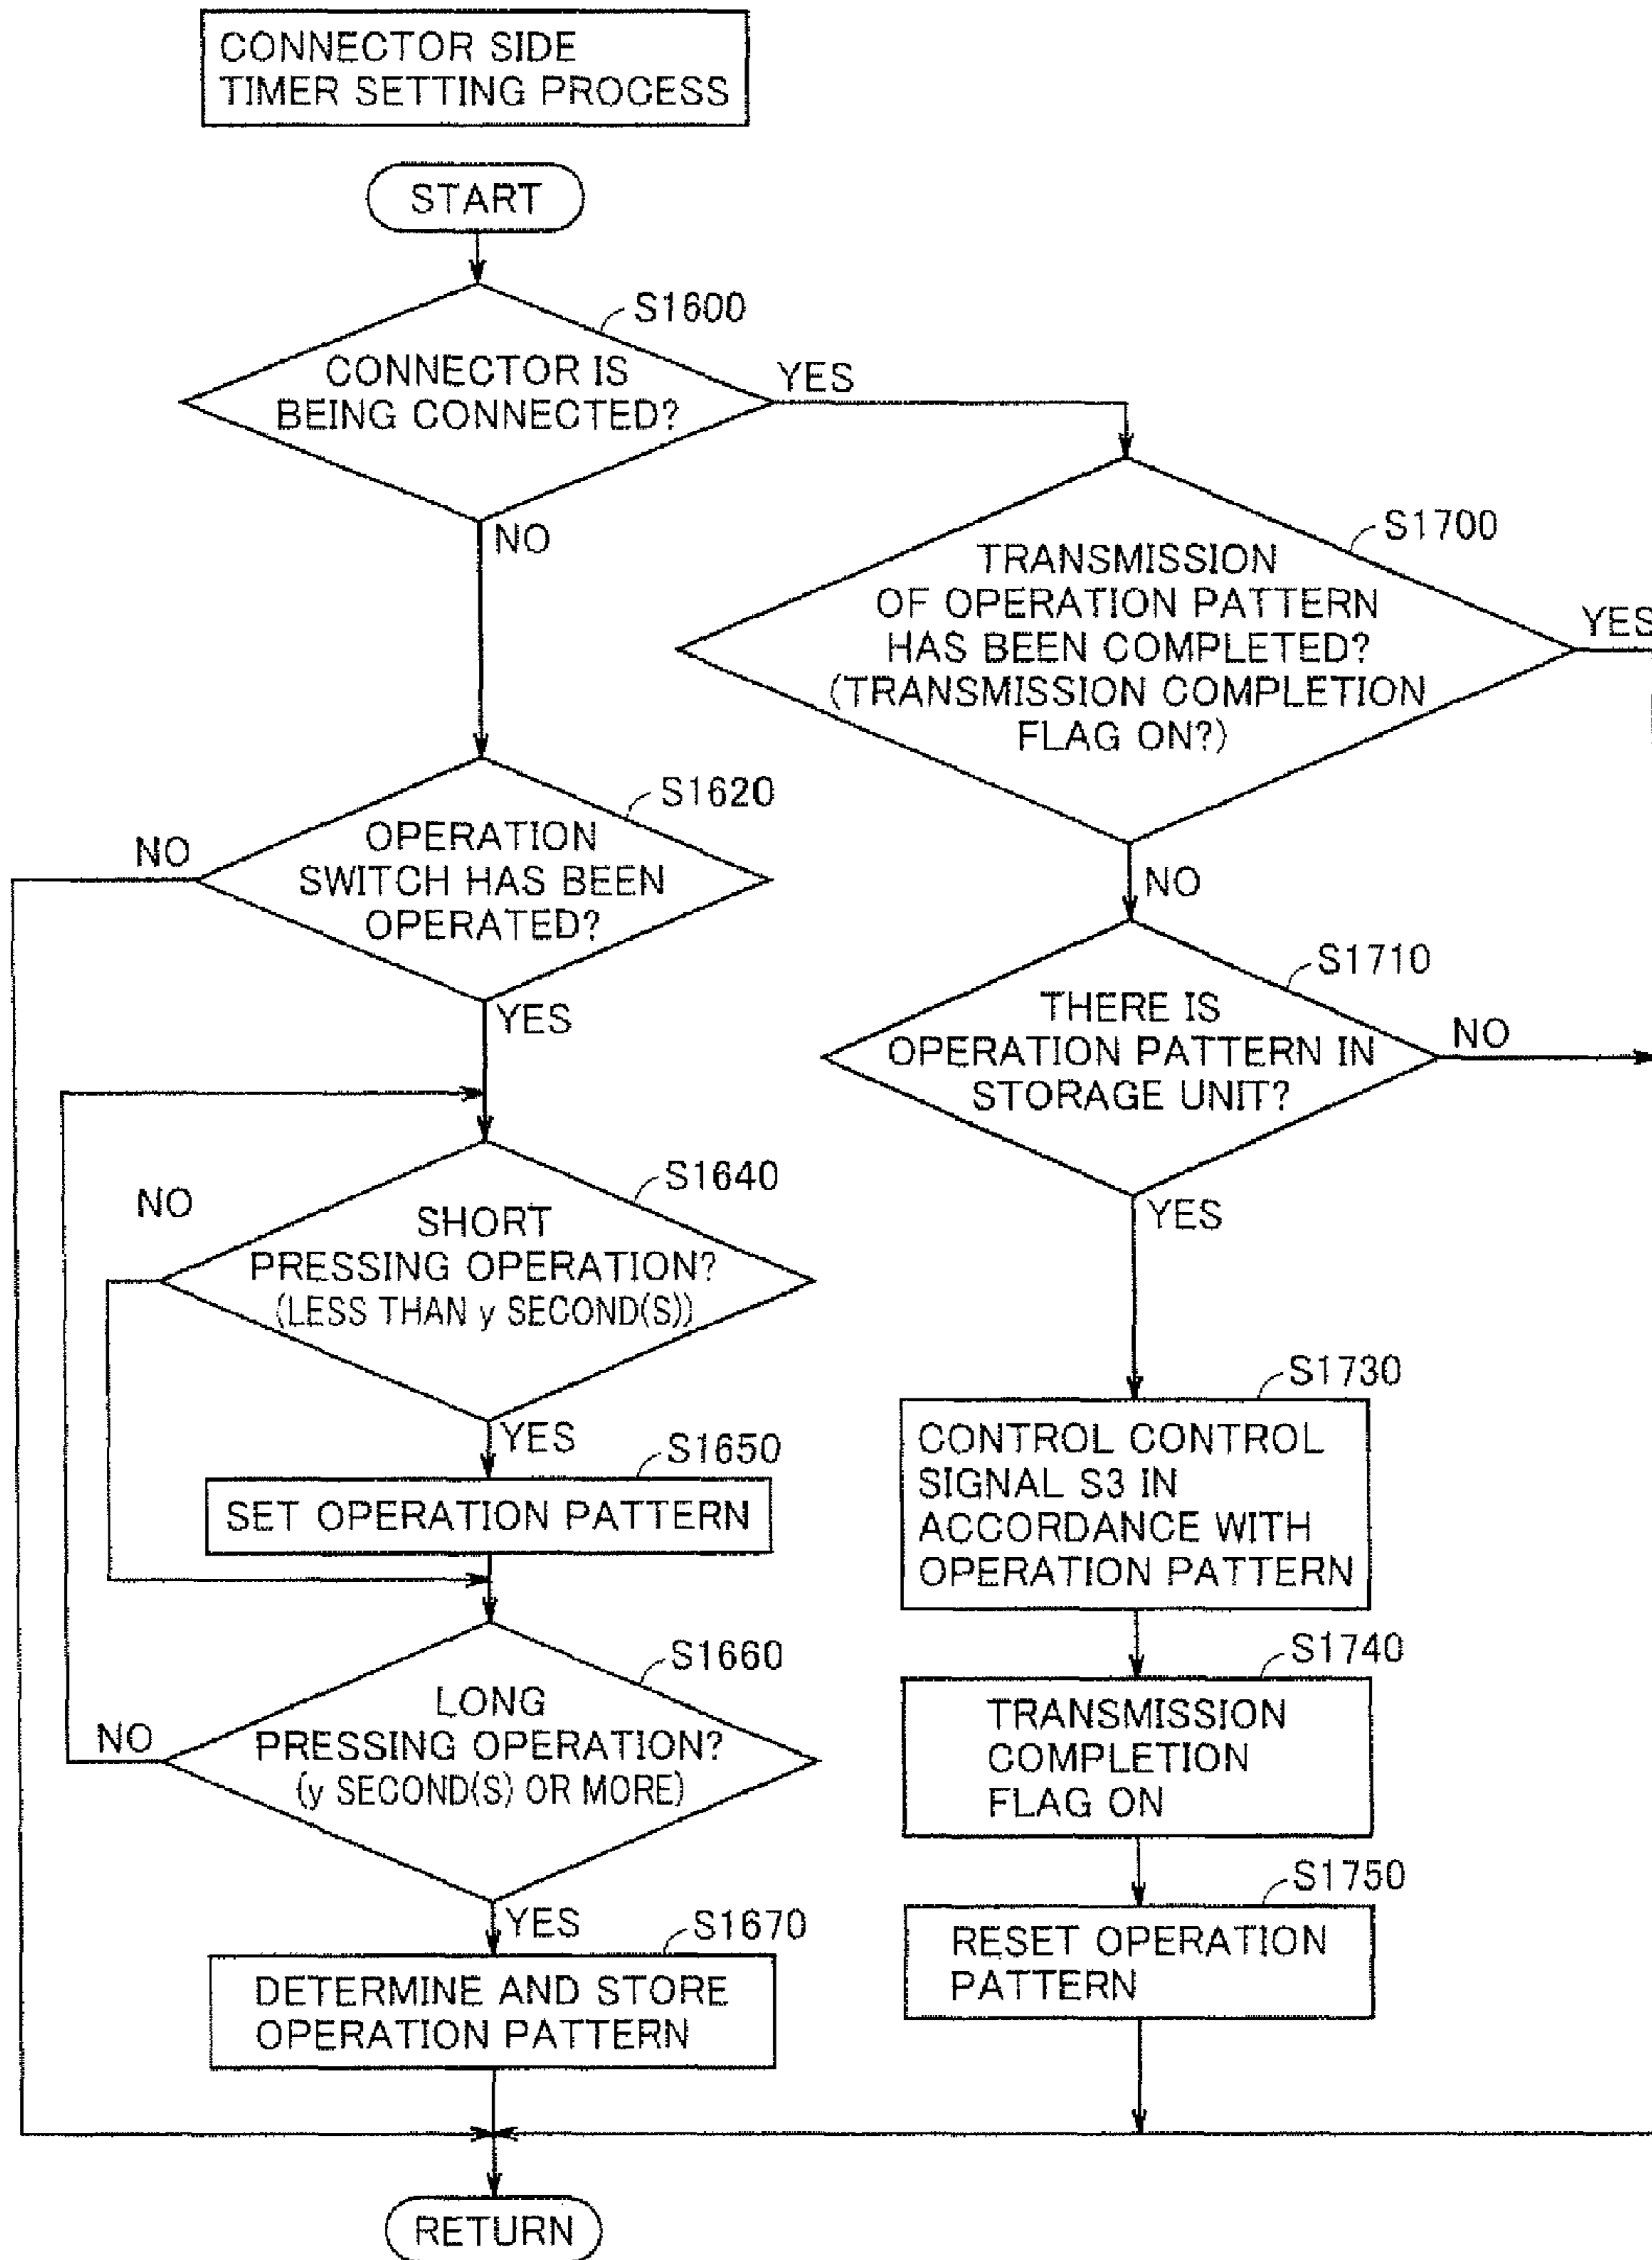 CONNECTOR SIDE
TIMER SETTING PROCESS
START
S1600
CONNECTOR IS
BEING CONNECTED?
YES
NO
S1700
TRANSMISSION
OF OPERATION PATTERN
HAS BEEN COMPLETED?
(TRANSMISSION COMPLETION
FLAG ON?)
YES
NO
S1620
OPERATION
SWITCH HAS BEEN
OPERATED?
NO
YES
S1710
THERE IS
OPERATION PATTERN IN
STORAGE UNIT?
NO
YES
S1640
NO
SHORT
PRESSING OPERATION?
(LESS THAN y SECOND(S))
YES
S1650
SET OPERATION PATTERN
S1660
LONG
PRESSING OPERATION?
(y SECOND(S) OR MORE)
NO
YES
S1670
DETERMINE AND STORE
OPERATION PATTERN
S1730
CONTROL CONTROL
SIGNAL S3 IN
ACCORDANCE WITH
OPERATION PATTERN
S1740
TRANSMISSION
COMPLETION
FLAG ON
S1750
RESET OPERATION
PATTERN
RETURN